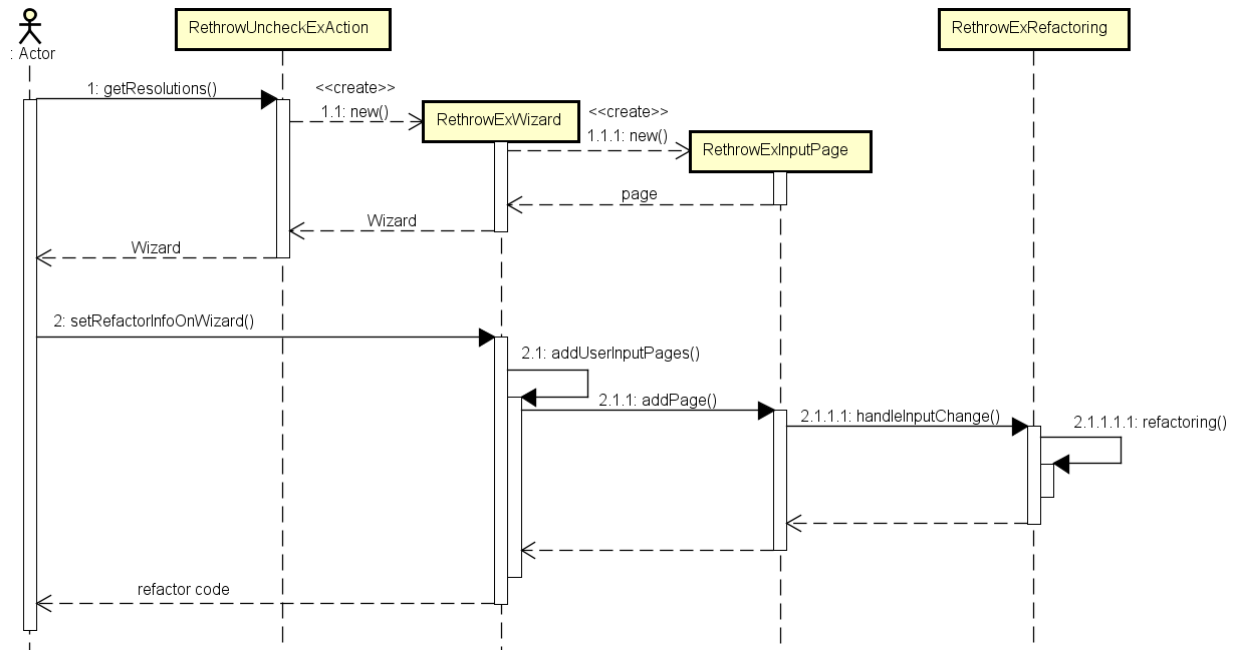 RethrowUncheckExAction
RethrowExRefactoring
: Actor
1: getResolutions()
<<create>>
1.1: new()
RethrowExWizard
<<create>>
1.1.1: new()
RethrowExInputPage
page
Wizard
Wizard
2: setRefactorInfoOnWizard()
2.1: addUserInputPages()
2.1.1: addPage()
2.1.1.1: handleInputChange()
2.1.1.1.1: refactoring()
refactor code